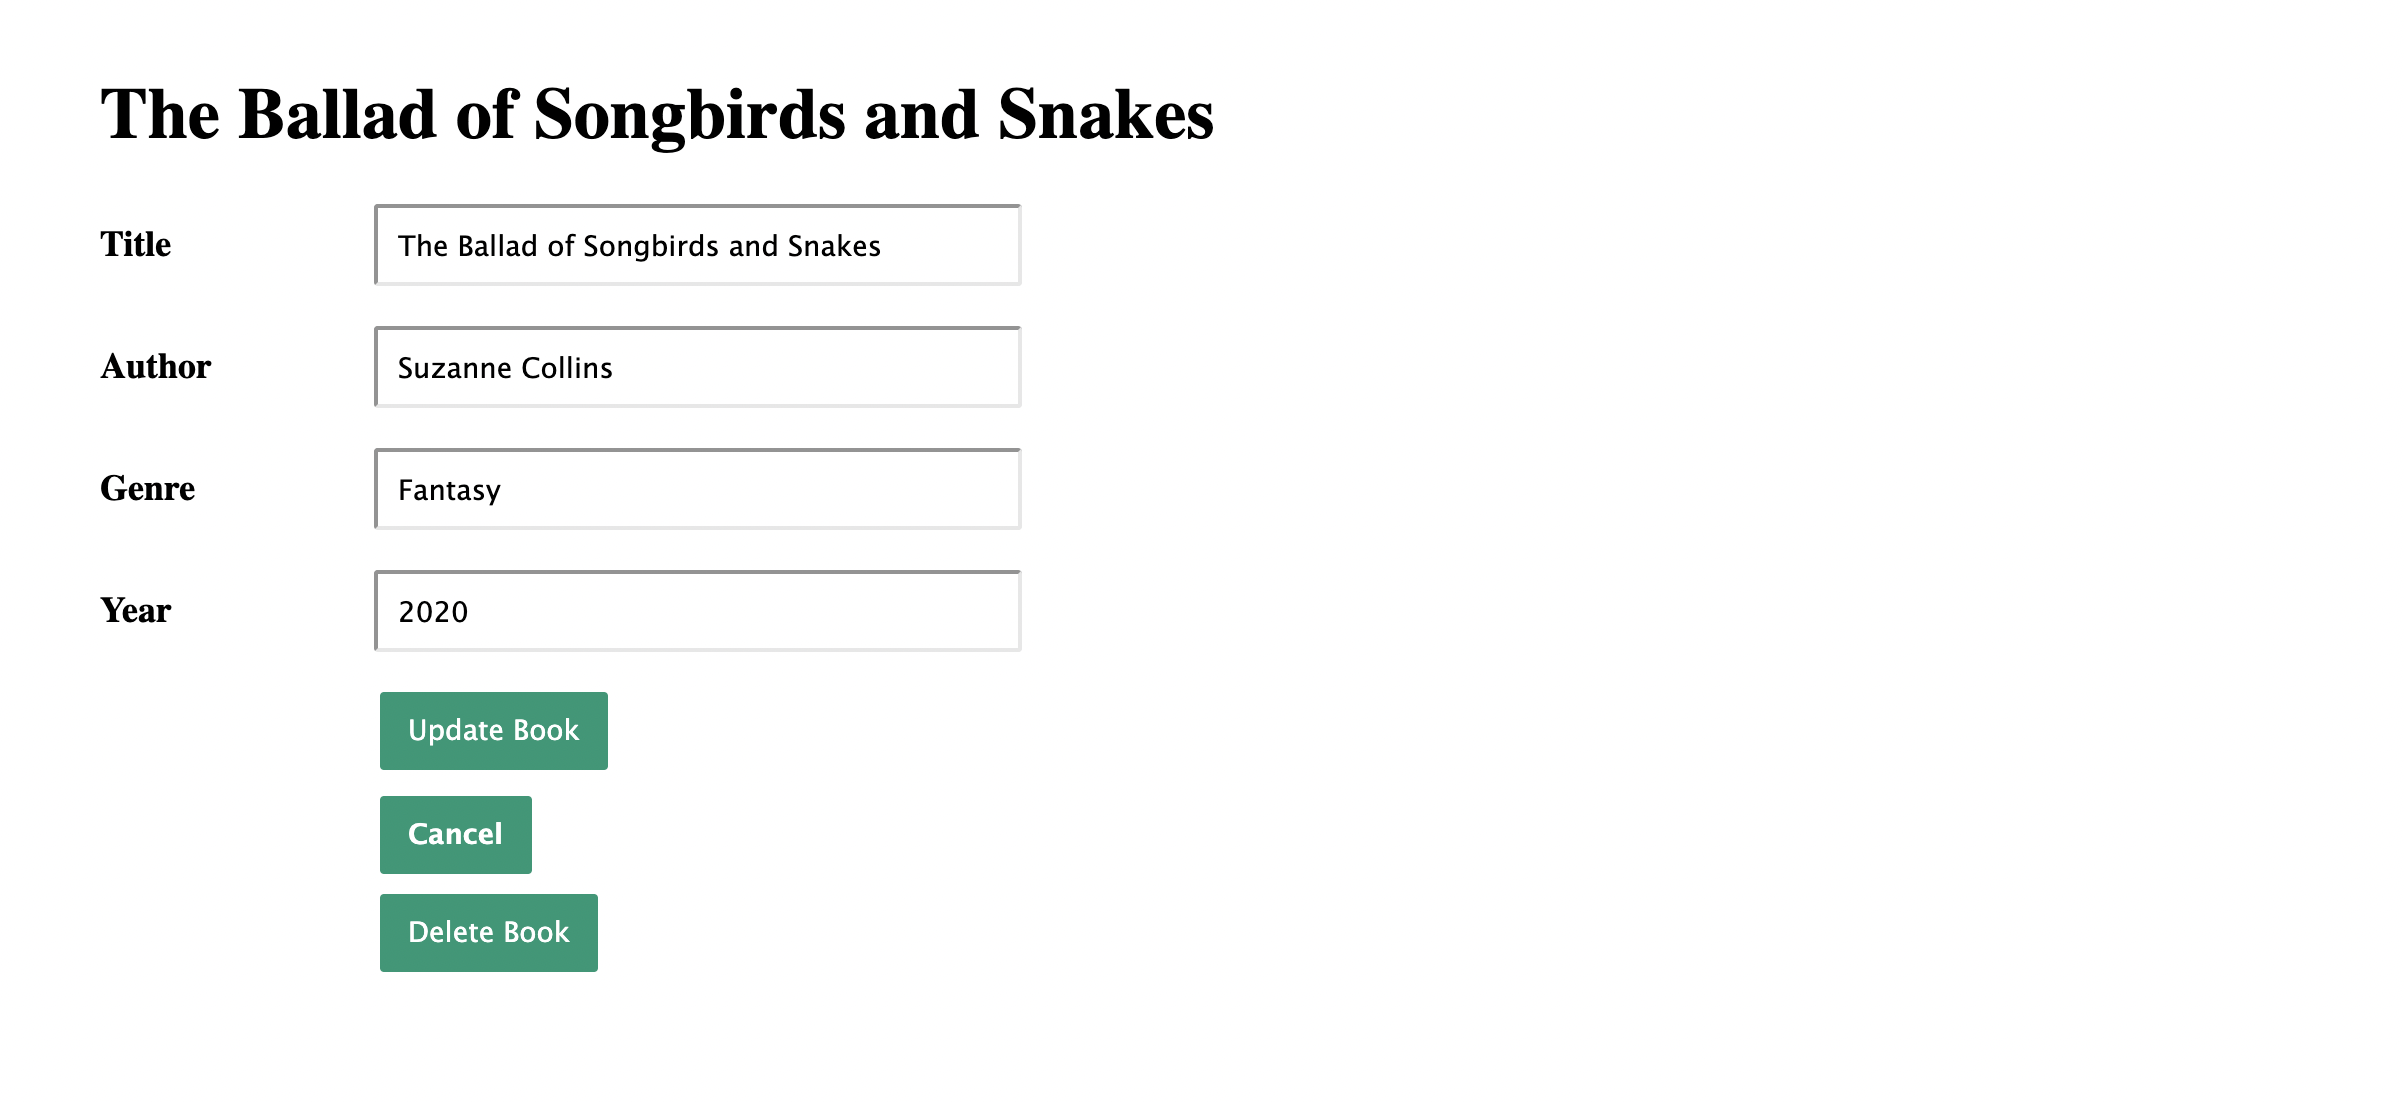 The Ballad of Songbirds and Snakes
Title The Ballad of Songbirds and Snakes
Author Suzanne Collins
Genre Fantasy
Year 2020
Update Book
Cancel
Delete Book